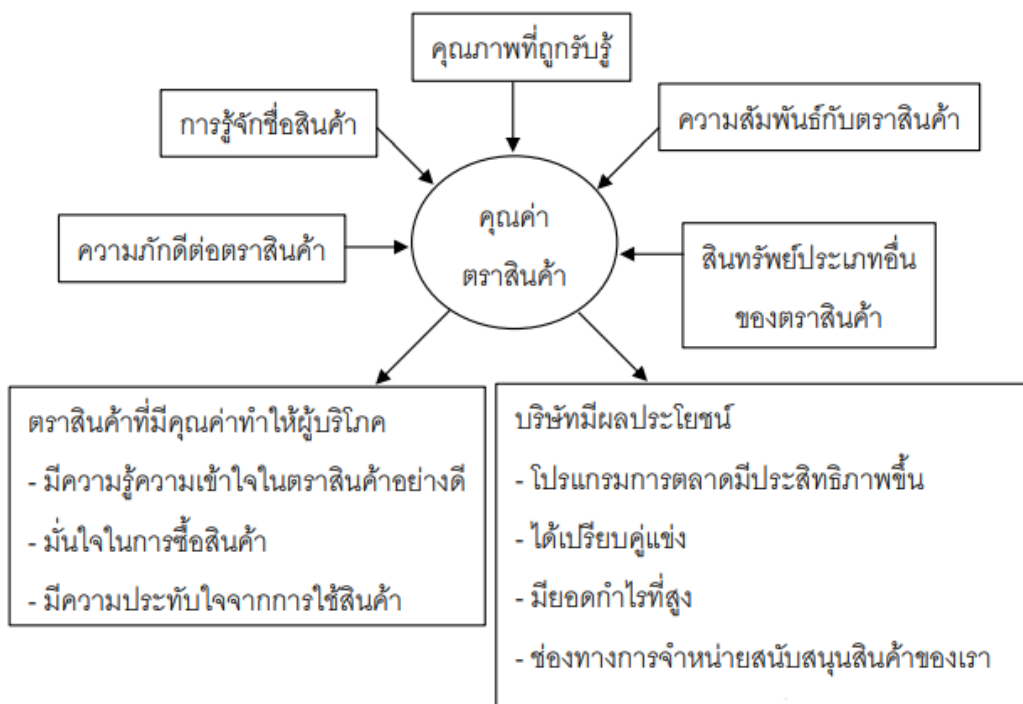 คุณภาพที่ถูกรับรู้
การรู้จักชื่อสินค้า
ความสัมพันธ์กับตราสินค้า
คุณค่า
ตราสินค้า
ความภักดีต่อตราสินค้า
สินทรัพย์ประเภทอื่น
ของตราสินค้า
ตราสินค้าที่มีคุณค่าทำให้ผู้บริโภค
- มีความรู้ความเข้าใจในตราสินค้าอย่างดี
- มั่นใจในการซื้อสินค้า
- มีความประทับใจจากการใช้สินค้า
บริษัทมีผลประโยชน์
- โปรแกรมการตลาดมีประสิทธิภาพขึ้น
- ได้เปรียบคู่แข่ง
- มียอดกำไรที่สูง
- ช่องทางการจำหน่ายสนับสนุนสินค้าของเรา